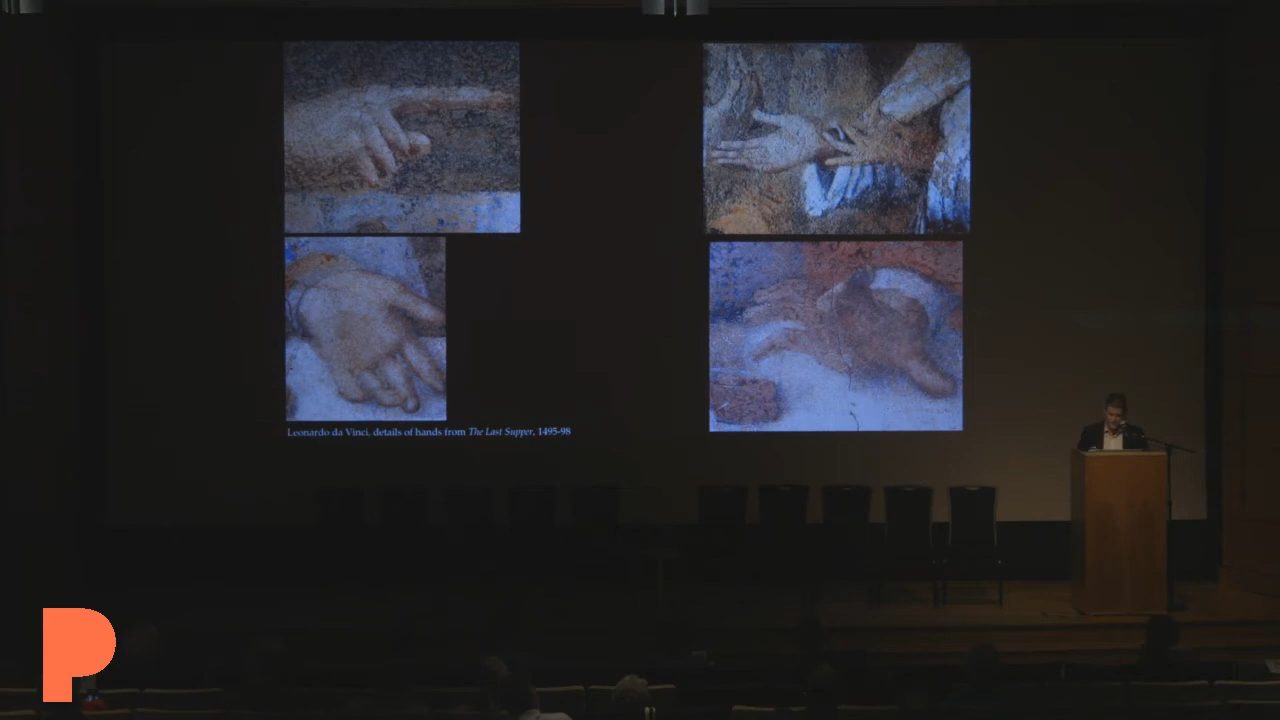 Leonardo da Vinci, details of hands from The Last Supper, 1495-98
P